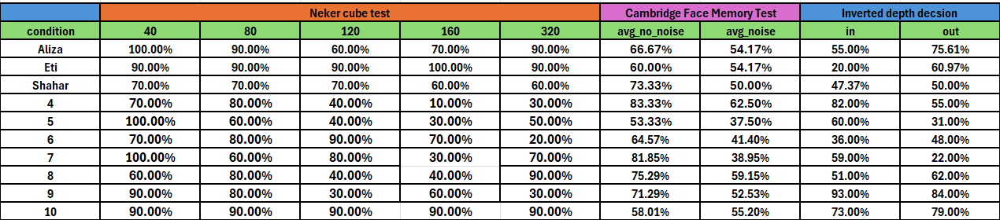 Neker cube test Cambridge Face Memory Test Inverted depth decsion
condition 40 80 120 160 320 avg_no_noise avg_noise in out
Aliza 100.00% 90.00% 60.00% 70.00% 90.00% 66.67% 54.17% 55.00% 75.61%
Eti 90.00% 90.00% 90.00% 100.00% 90.00% 60.00% 54.17% 20.00% 60.97%
Shahar 70.00% 70.00% 70.00% 60.00% 60.00% 73.33% 50.00% 47.37% 50.00%
4 70.00% 80.00% 40.00% 10.00% 30.00% 83.33% 62.50% 82.00% 55.00%
5 100.00% 60.00% 40.00% 30.00% 50.00% 53.33% 37.50% 60.00% 31.00%
6 70.00% 80.00% 90.00% 70.00% 20.00% 64.57% 41.40% 36.00% 48.00%
7 100.00% 60.00% 80.00% 30.00% 70.00% 81.85% 38.95% 59.00% 22.00%
8 60.00% 80.00% 40.00% 40.00% 90.00% 75.29% 59.15% 51.00% 62.00%
9 90.00% 80.00% 30.00% 60.00% 30.00% 71.29% 52.53% 93.00% 84.00%
10 90.00% 90.00% 90.00% 90.00% 90.00% 58.01% 55.20% 73.00% 79.00%